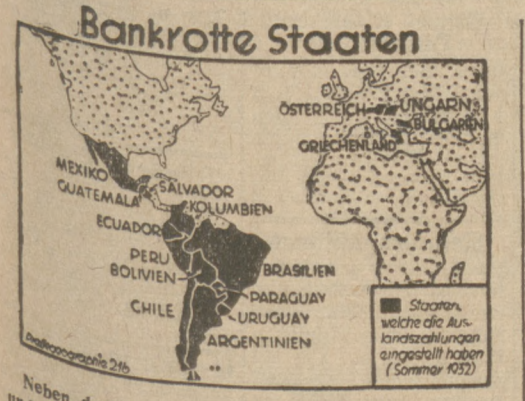 Bankrotte Staaten
ÖSTERREICH
UNGARN
BULGARIEN
GRIECHENLAND
MEXIKO
SALVADOR
GUATEMALA
KOLUMBIEN
ECUADOR
PERU
BOLIVIEN
BRASILIEN
PARAGUAY
CHILE
URUGUAY
ARGENTINIEN
Staaten,
welche die Aus-
landszahlungen
eingestellt haben
(Sommer 1932)
216
Neben